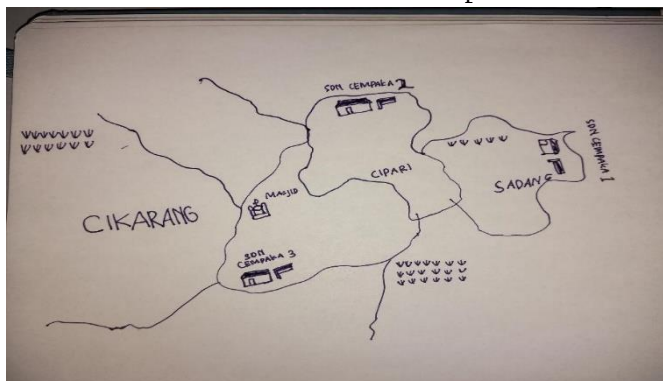 SDN CEMPAKA 2
SDN CEMPAKA 1
CIPARI
SADANG
MASJID
CIKARANG
SDN
CEMPAKA 3